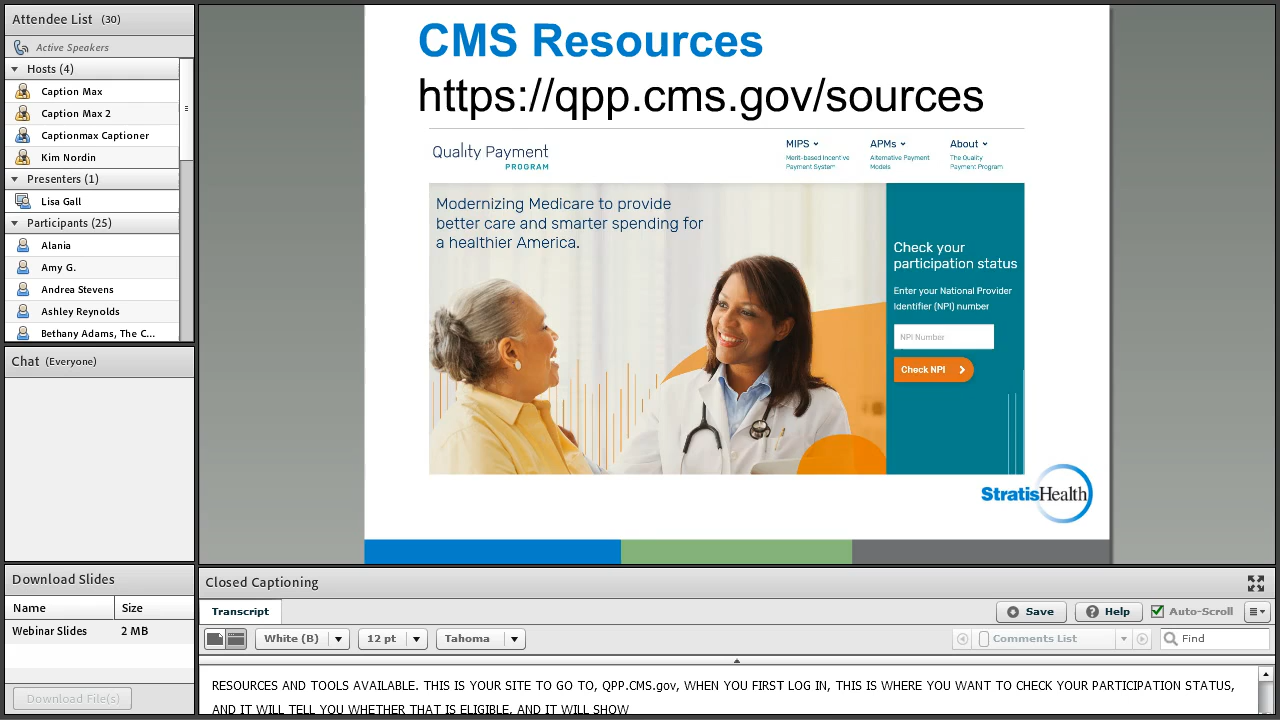 Attendee List (30)
Active Speakers
Hosts (4)
Caption Max
Caption Max 2
Captionmax Captioner
Kim Nordin
Presenters (1)
Lisa Gall
Participants (25)
Alania
Amy G.
Andrea Stevens
Ashley Reynolds
Bethany Adams, The C...
Chat (Everyone)
Download Slides
Name Size
Webinar Slides 2 MB
Download File(s)
CMS Resources
https://qpp.cms.gov/sources
Quality Payment
PROGRAM
MIPS
Merit-based Incentive
Payment System
APMs
Alternative Payment
Models
About
The Quality
Payment Program
Modernizing Medicare to provide
better care and smarter spending for
a healthier America.
Check your
participation status
Enter your National Provider
Identifier (NPI) number
NPI Number
Check NPI
StratisHealth
Closed Captioning
Transcript
Save
Help
Auto-Scroll
White (B)
12 pt
Tahoma
Comments List
Find
RESOURCES AND TOOLS AVAILABLE. THIS IS YOUR SITE TO GO TO, QPP.CMS.gov, WHEN YOU FIRST LOG IN, THIS IS WHERE YOU WANT TO CHECK YOUR PARTICIPATION STATUS,
AND IT WILL TELL YOU WHETHER THAT IS ELIGIBLE, AND IT WILL SHOW